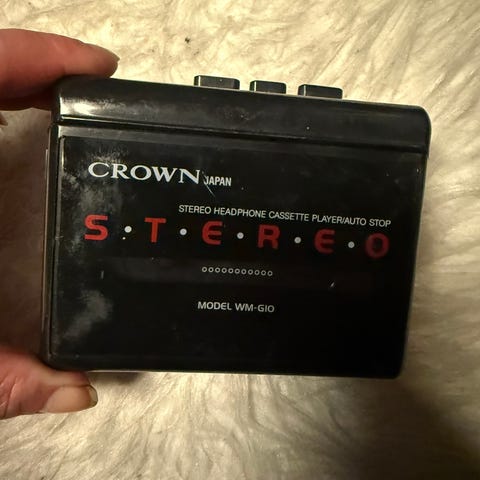 CROWN JAPAN
STEREO HEADPHONE CASSETTE PLAYER/AUTO STOP
S•T•E•R•E•O
MODEL WM-G10